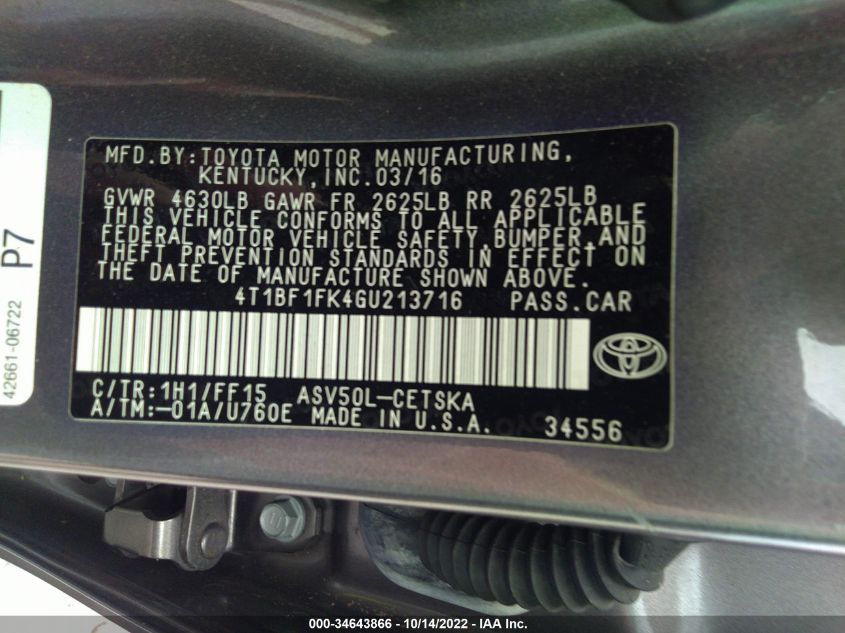 MFD.BY:TOYOTA MOTOR MANUFACTURING,
KENTUCKY,INC.03/16
GVWR 4630LB GAWR FR 2625LB RR 2625LB
THIS VEHICLE CONFORMS TO ALL APPLICABLE
FEDERAL MOTOR VEHICLE SAFETY,BUMPER,AND
THEFT PREVENTION STANDARDS IN EFFECT ON
THE DATE OF MANUFACTURE SHOWN ABOVE.
4T1BF1FK4GU213716 PASS.CAR
C/TR:1H1/FF15 ASV50L-CETSKA
A/TM:-01A/U760E MADE IN U.S.A. 34556
P7
42661-06722
000-34643866 - 10/14/2022 - IAA Inc.